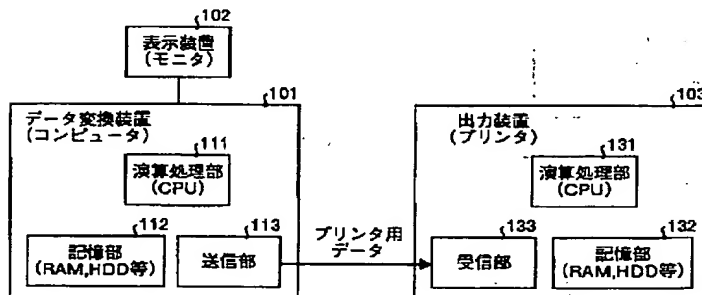 102
表示装置
(モニタ)
101
データ変換装置
(コンピュータ)
111
演算処理部
(CPU)
112
記憶部
(RAM,HDD等)
113
送信部
プリンタ用
データ
103
出力装置
(プリンタ)
131
演算処理部
(CPU)
133
受信部
132
記憶部
(RAM,HDD等)